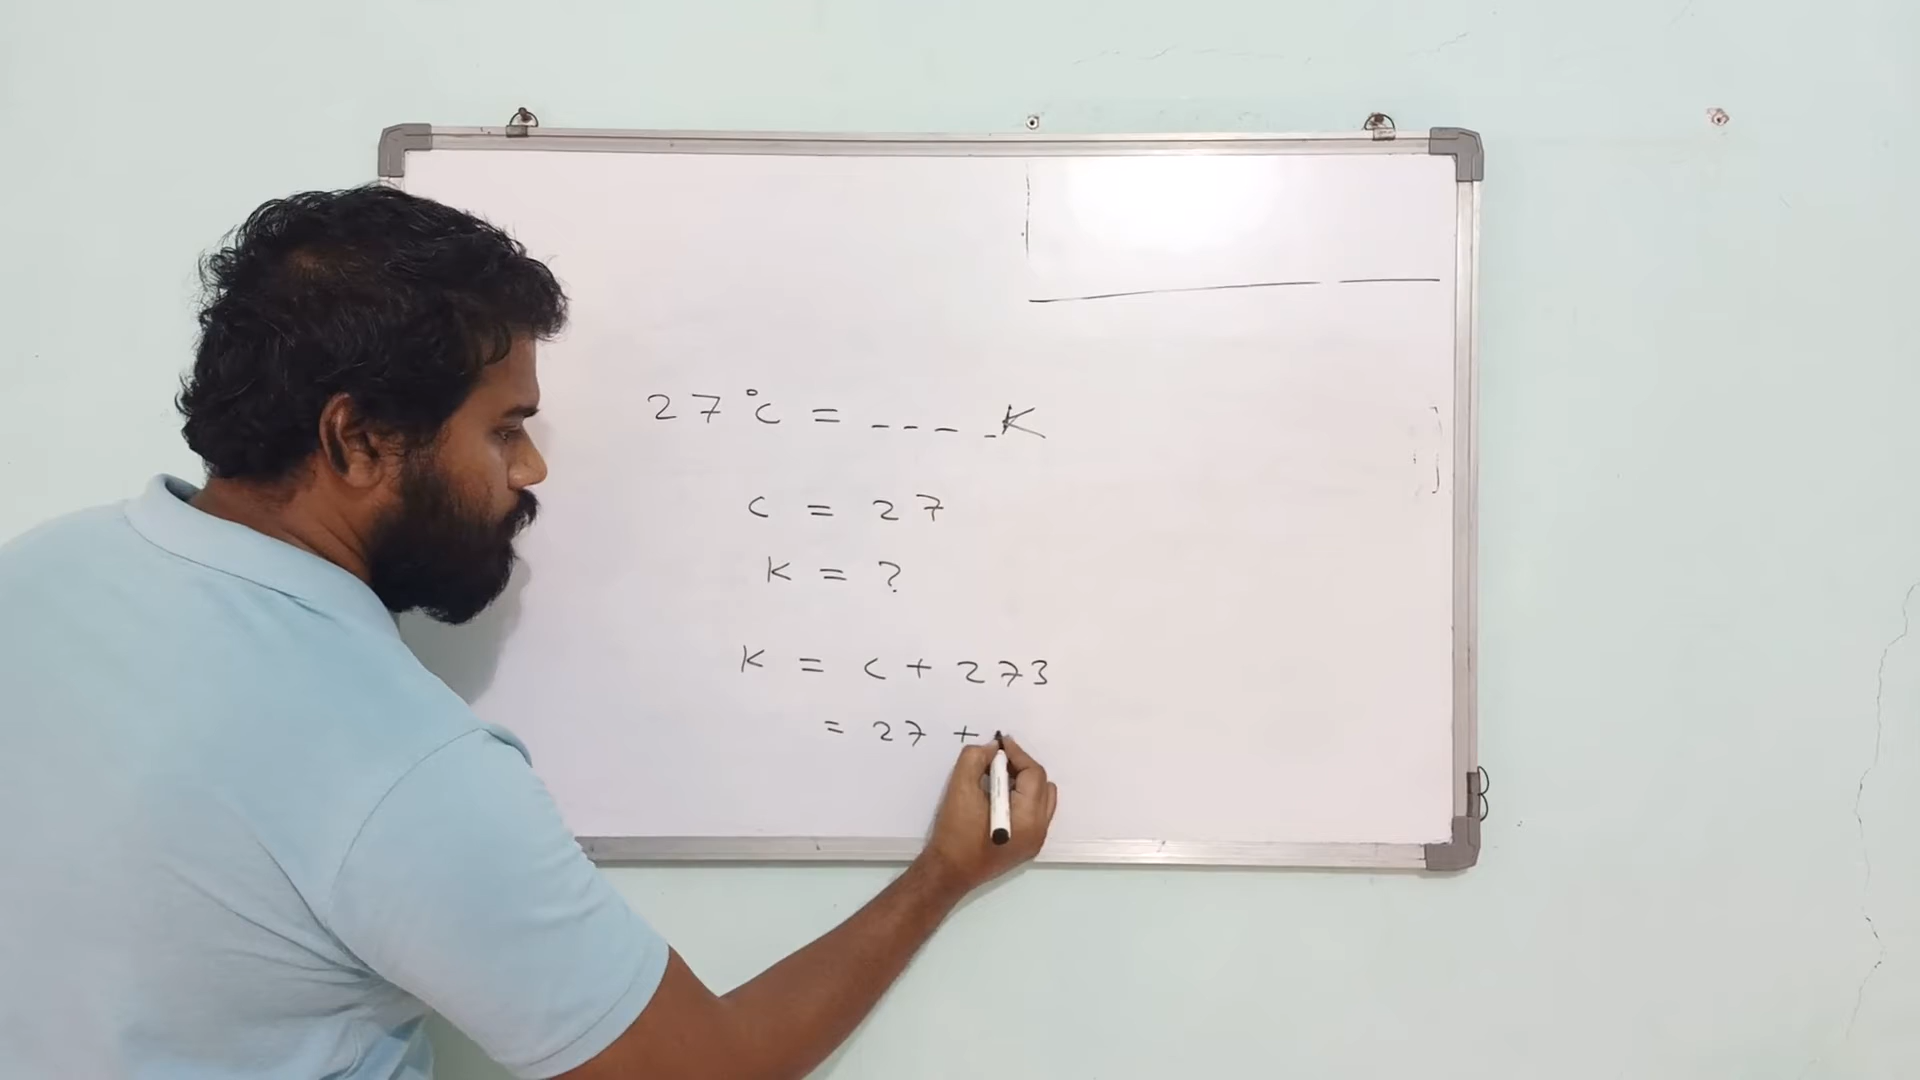 27°C = - - - - K
C = 27
K = ?
K = C + 273
= 27 +